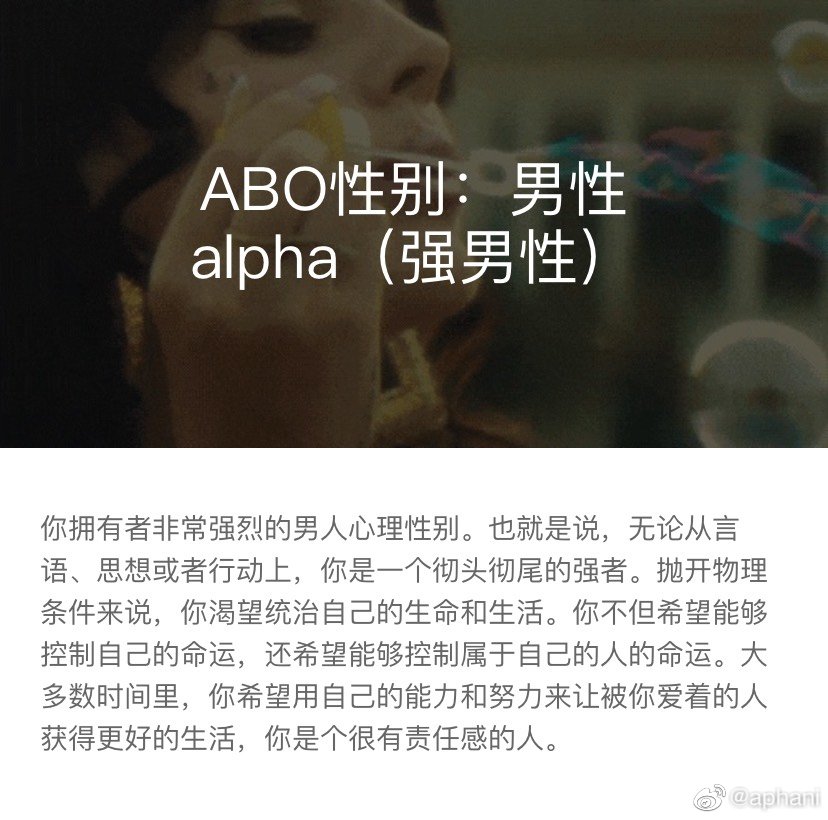 ABO性别：男性
alpha（强男性）
你拥有者非常强烈的男人心理性别。也就是说，无论从言
语、思想或者行动上，你是一个彻头彻尾的强者。抛开物理
条件来说，你渴望统治自己的生命和生活。你不但希望能够
控制自己的命运，还希望能够控制属于自己的人的命运。大
多数时间里，你希望用自己的能力和努力来让被你爱着的人
获得更好的生活，你是个很有责任感的人。
@aphani